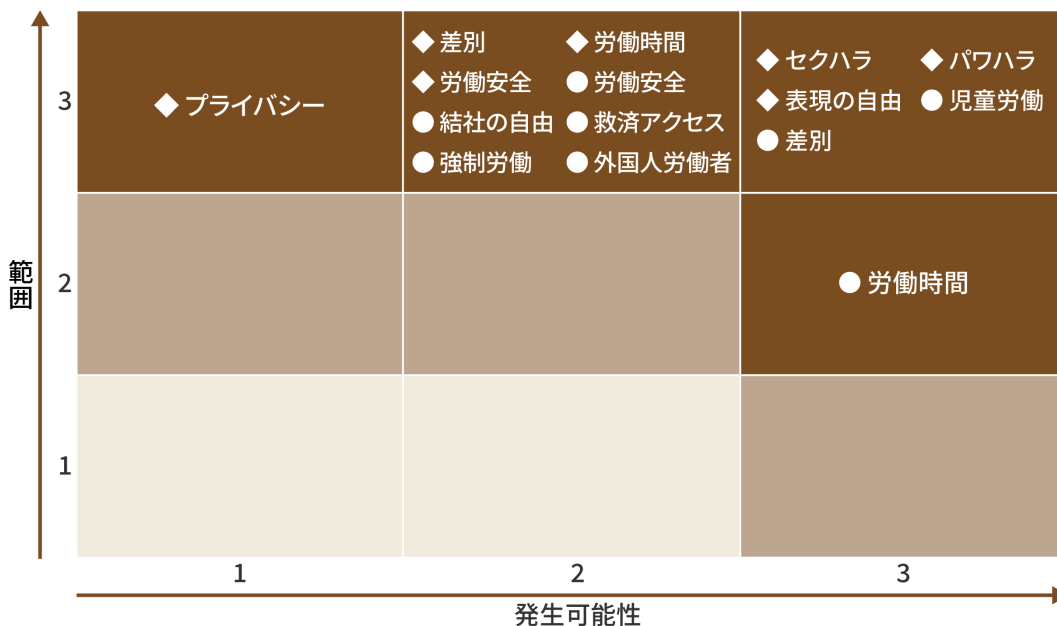 範囲
3
◆プライバシー
◆差別 ◆労働時間
◆労働安全 ●労働安全
●結社の自由 ●救済アクセス
●強制労働 ●外国人労働者
◆セクハラ ◆パワハラ
◆表現の自由 ●児童労働
●差別
2
●労働時間
1
1 2 3
発生可能性